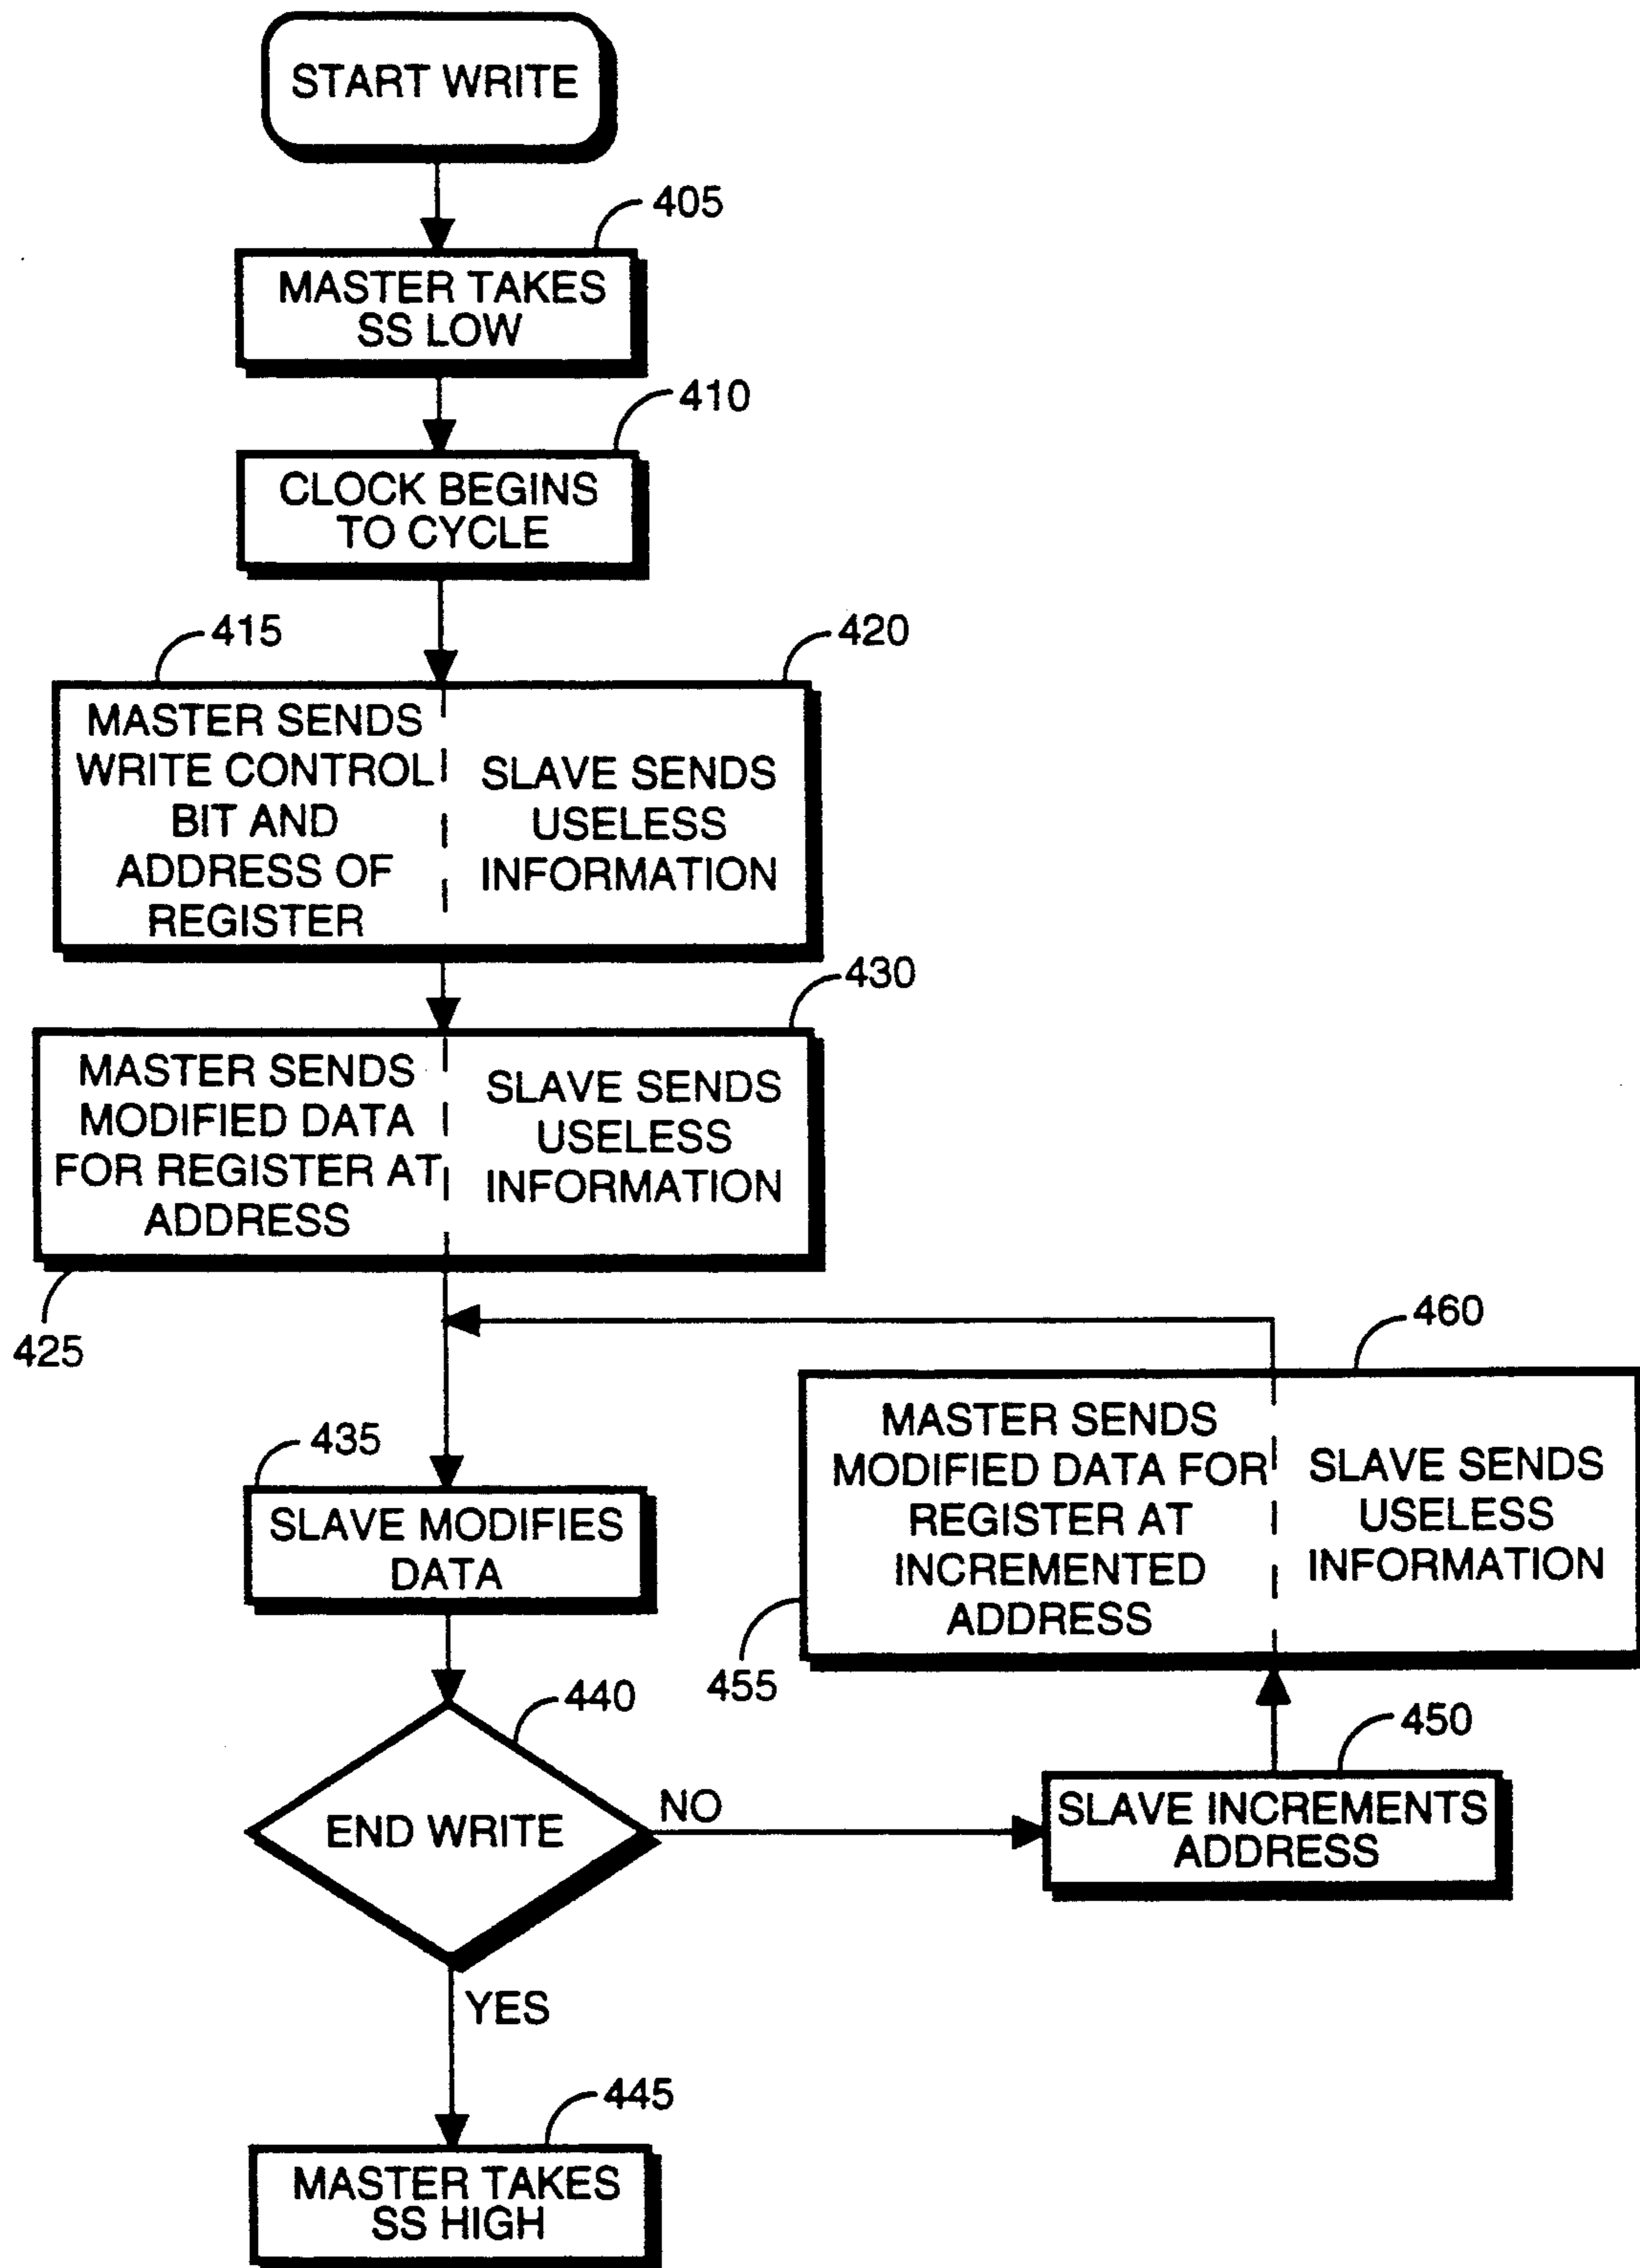 START WRITE
405
MASTER TAKES
SS LOW
410
CLOCK BEGINS
TO CYCLE
415
MASTER SENDS
WRITE CONTROL
BIT AND
ADDRESS OF
REGISTER
420
SLAVE SENDS
USELESS
INFORMATION
430
MASTER SENDS
MODIFIED DATA
FOR REGISTER AT
ADDRESS
SLAVE SENDS
USELESS
INFORMATION
425
460
MASTER SENDS
MODIFIED DATA FOR
REGISTER AT
INCREMENTED
ADDRESS
SLAVE SENDS
USELESS
INFORMATION
455
435
SLAVE MODIFIES
DATA
440
END WRITE
NO
450
SLAVE INCREMENTS
ADDRESS
YES
445
MASTER TAKES
SS HIGH